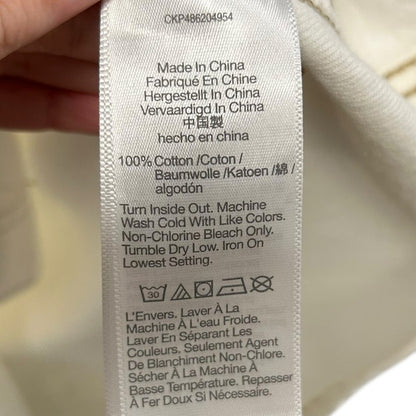 CKP486204954
Made In China
Fabriqué En Chine
Hergestellt In China
Vervaardigd In China
中国製
hecho en china
100% Cotton /Coton/
Baumwolle /Katoen /綿/
algodón
Turn Inside Out. Machine
Wash Cold With Like Colors.
Non-Chlorine Bleach Only.
Tumble Dry Low. Iron On
Lowest Setting.
30
L'Envers. Laver À La
Machine À L'eau Froide.
Laver En Séparant Les
Couleurs. Seulement Agent
De Blanchiment Non-Chlore.
Sécher À La Machine À
Basse Température. Repasser
À Fer Doux Si Nécessaire.